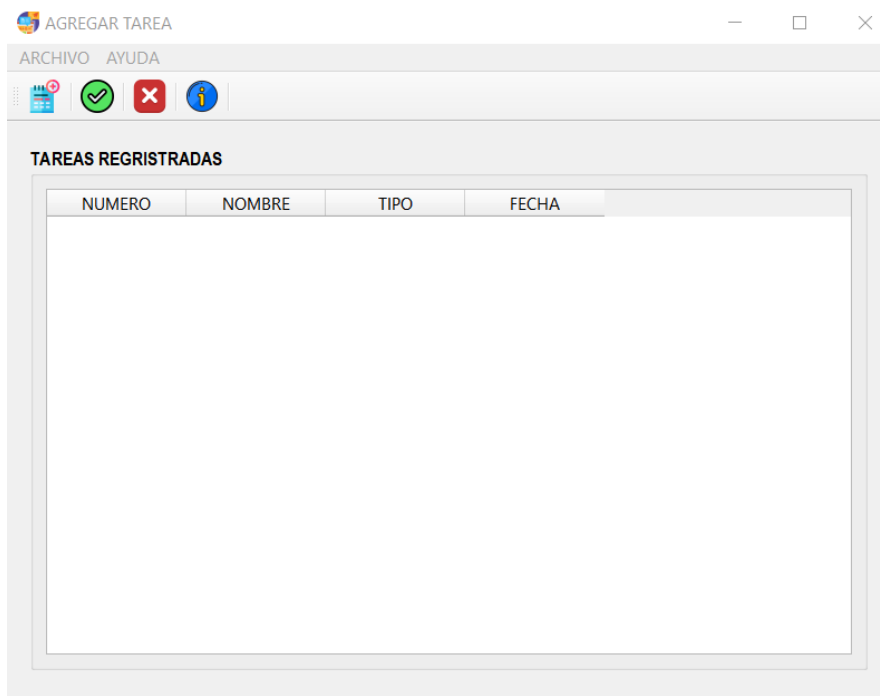 AGREGAR TAREA
ARCHIVO AYUDA
TAREAS REGRISTRADAS
NUMERO NOMBRE TIPO FECHA